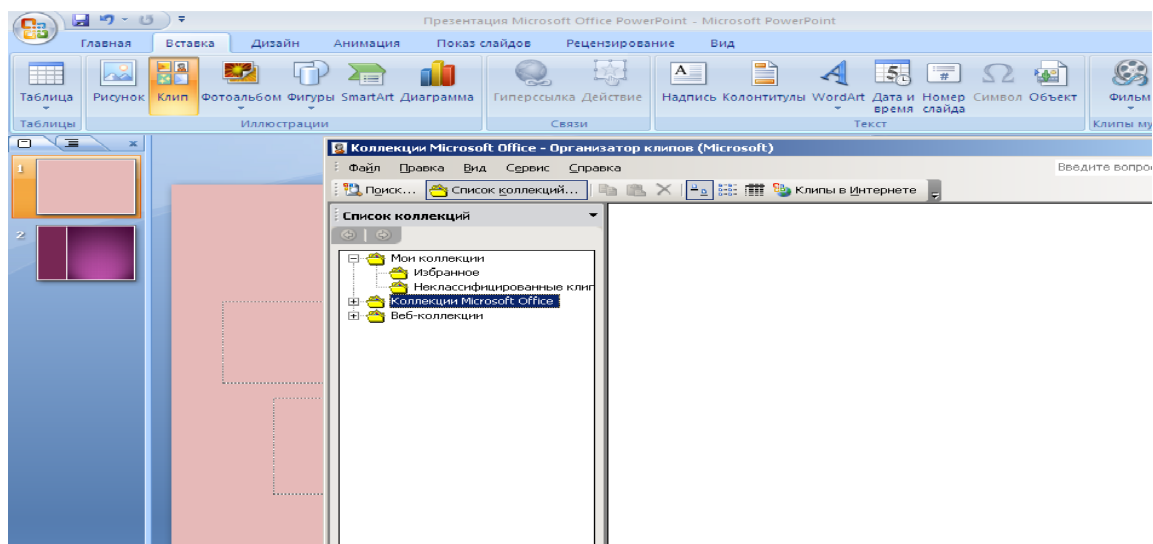 Презентация Microsoft Office PowerPoint - Microsoft PowerPoint
Главная Вставка Дизайн Анимация Показ слайдов Рецензирование Вид
Таблица Рисунок Клип Фотоальбом Фигуры SmartArt Диаграмма Гиперссылка Действие Надпись Колонтитулы WordArt Дата и время Номер слайда Символ Объект Фильм
Таблицы Иллюстрации Связи Текст Клипы му
Коллекции Microsoft Office - Организатор клипов (Microsoft)
Файл Правка Вид Сервис Справка Введите вопро
Поиск... Список коллекций... Клипы в Интернете
1
Список коллекций
2
Мои коллекции
Избранное
Неклассифицированные клип
Коллекции Microsoft Office
Веб-коллекции